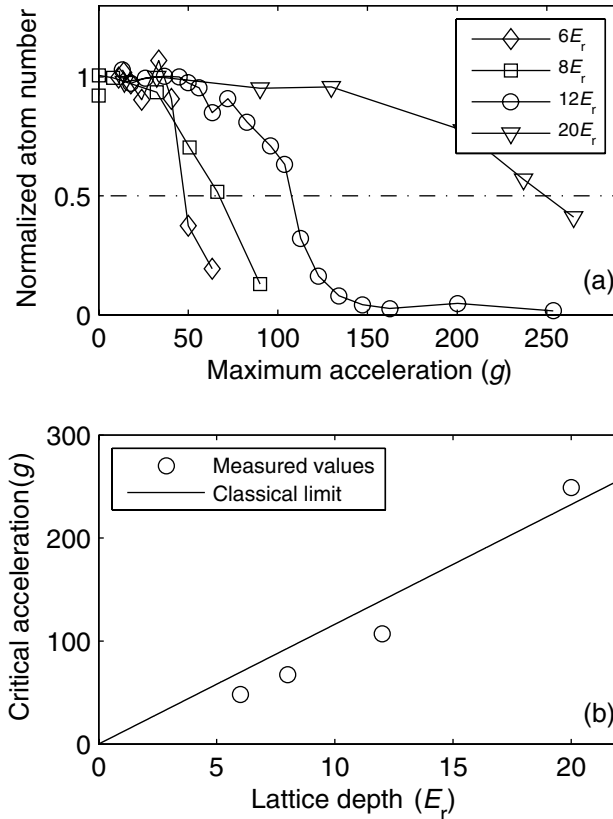 6Er
8Er
12Er
20Er
1
0.5
0
Normalized atom number
(a)
0 50 100 150 200 250
Maximum acceleration (g)
300
200
100
0
Critical acceleration(g)
Measured values
Classical limit
(b)
0 5 10 15 20
Lattice depth (Er)